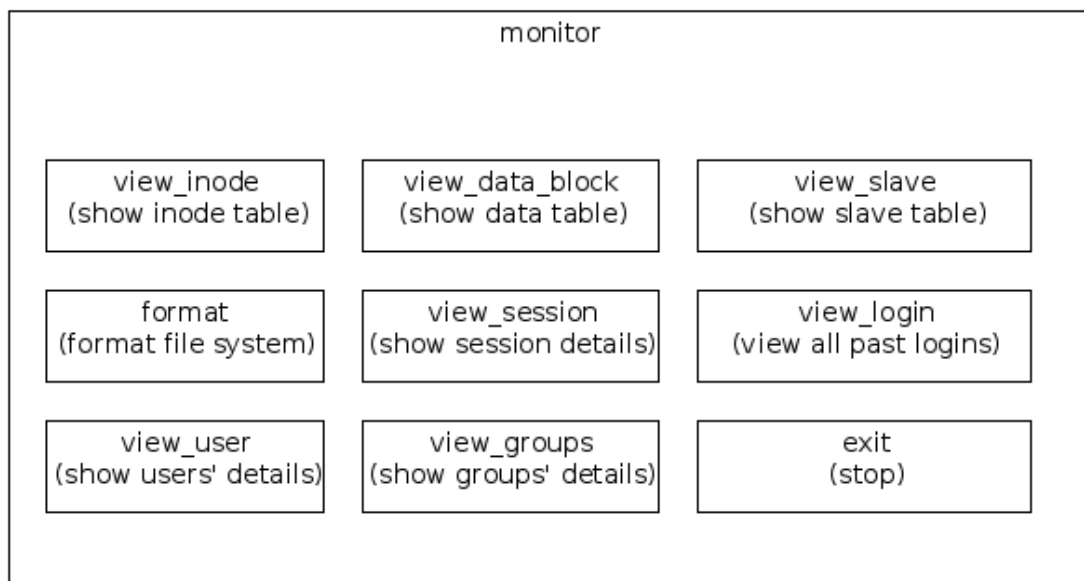 monitor
view_inode
(show inode table)
view_data_block
(show data table)
view_slave
(show slave table)
format
(format file system)
view_session
(show session details)
view_login
(view all past logins)
view_user
(show users' details)
view_groups
(show groups' details)
exit
(stop)